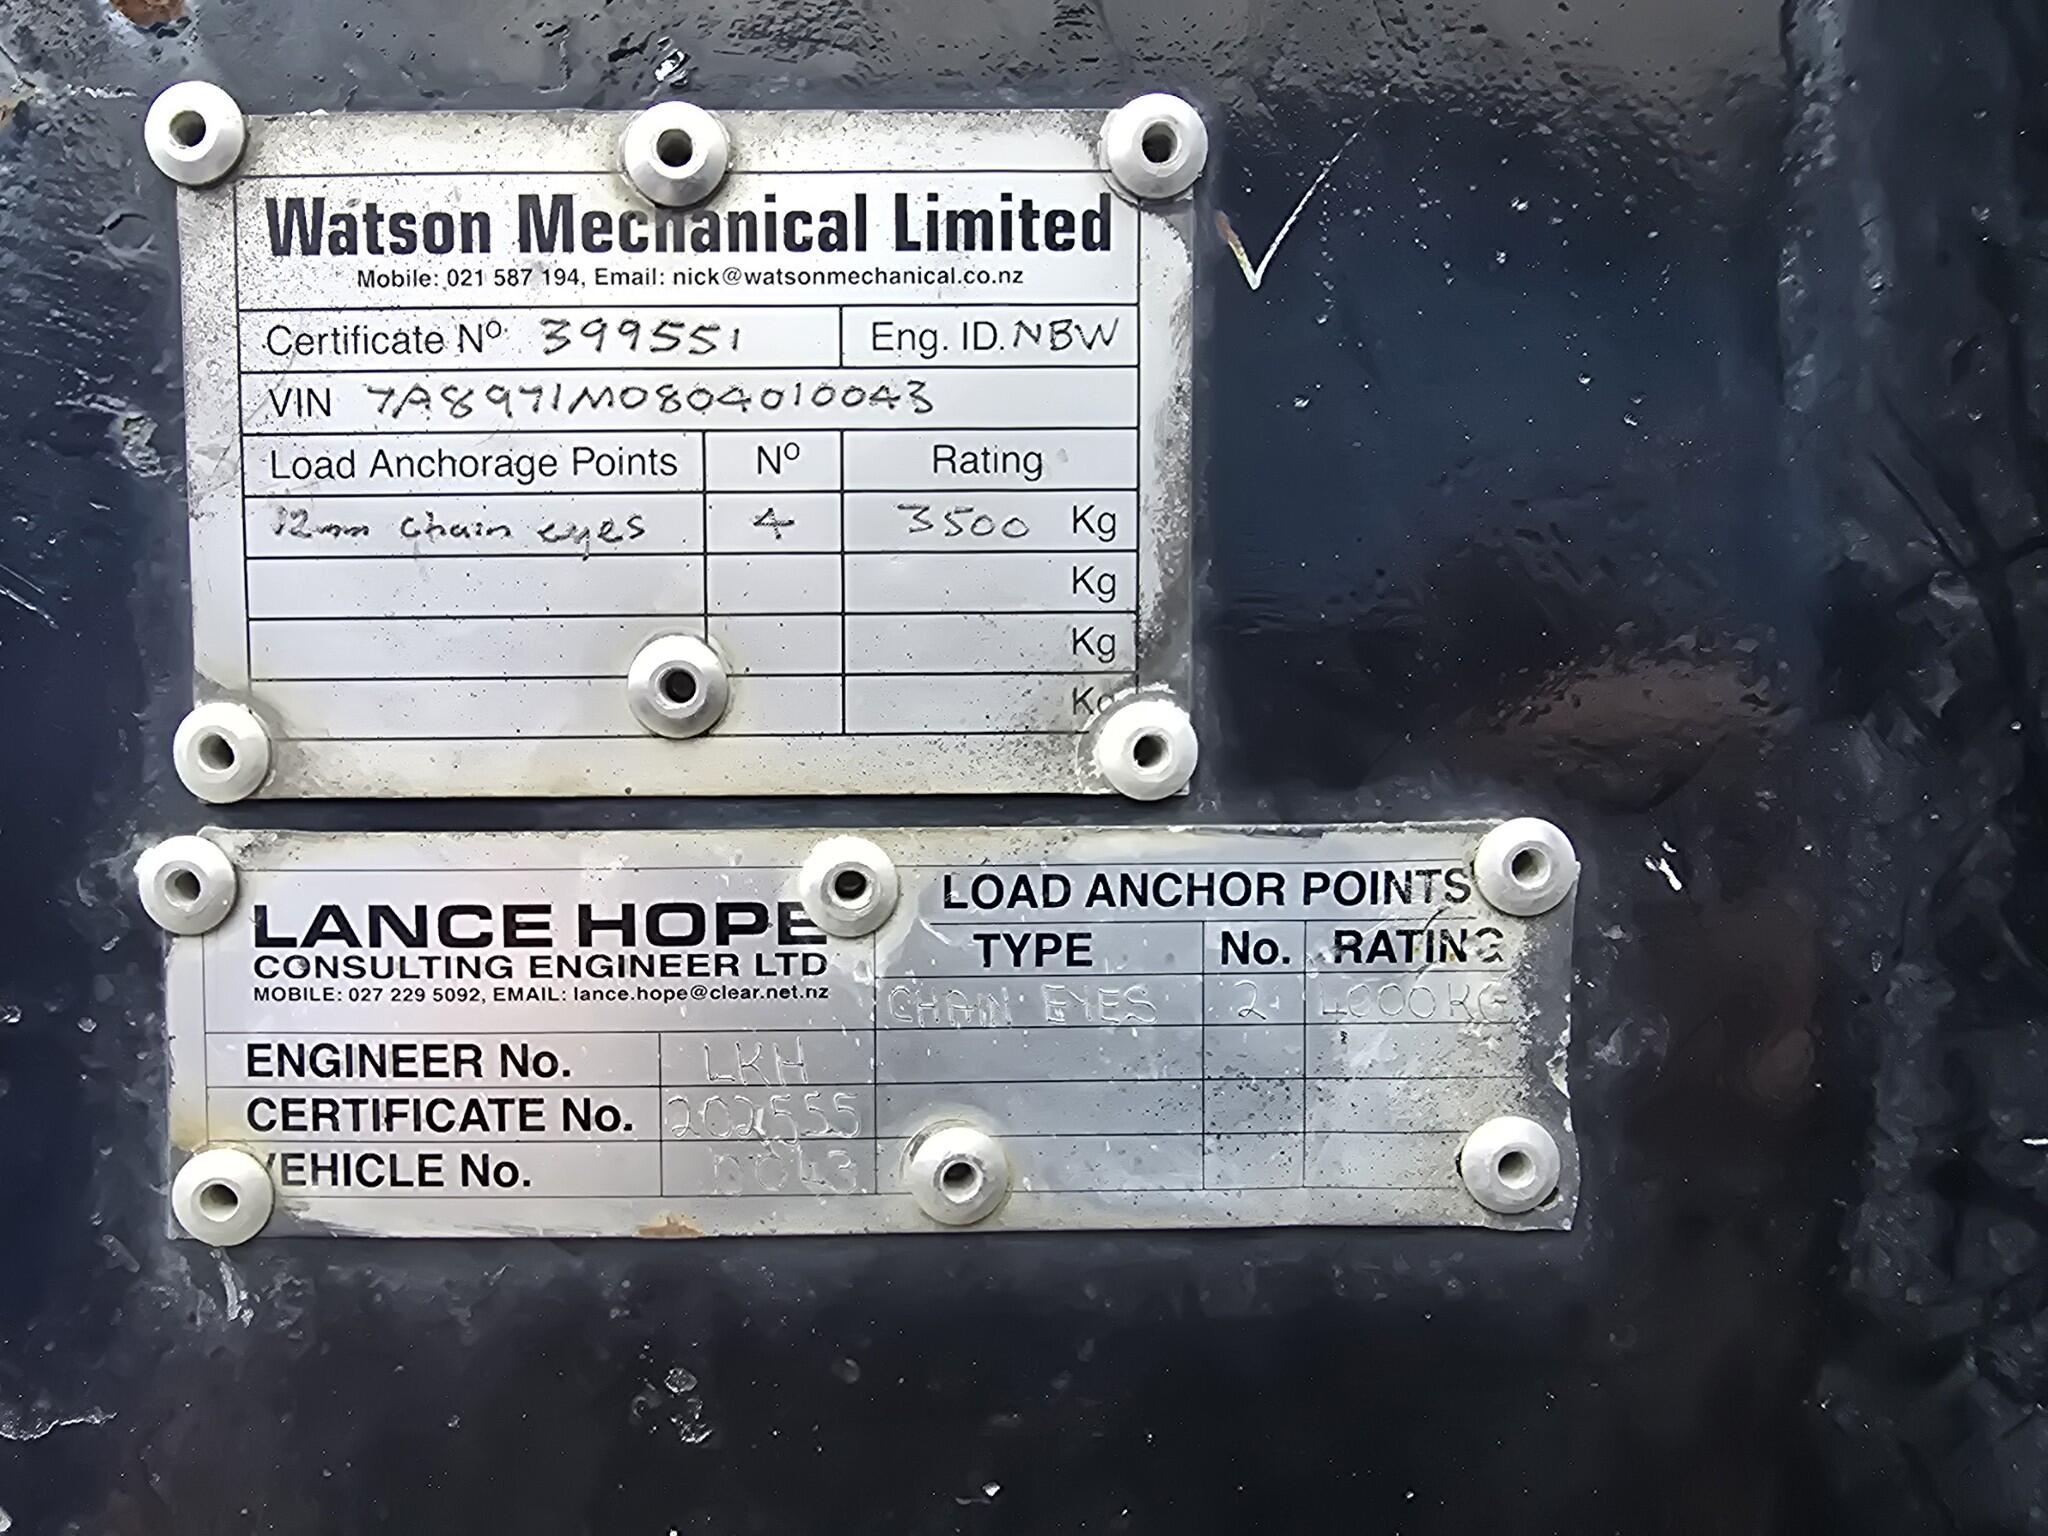 Watson Mechanical Limited
Mobile: 021 587 194, Email: nick@watsonmechanical.co.nz
Certificate Nº 399551 Eng. ID. NBW
VIN 7A8971M0804010043
Load Anchorage Points Nº Rating
12mm chain eyes 4 3500 Kg
Kg
Kg
Kg
LANCE HOPE
CONSULTING ENGINEER LTD
MOBILE: 027 229 5092, EMAIL: lance.hope@clear.net.nz
ENGINEER No. LKH
CERTIFICATE No. 202555
VEHICLE No.
LOAD ANCHOR POINTS
TYPE No. RATING
CHAIN EYES 2 4000KG